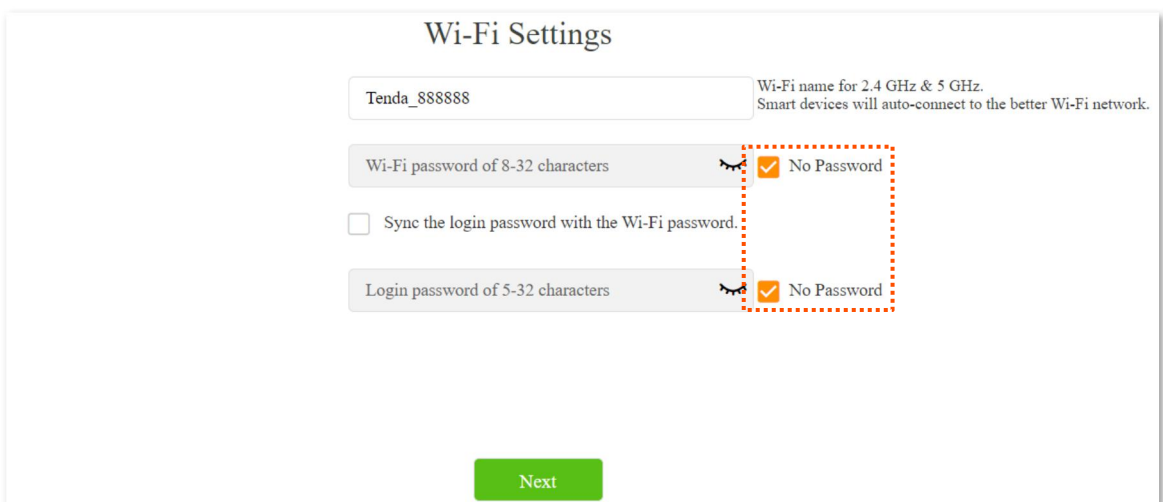 Wi-Fi Settings
Tenda_888888
Wi-Fi name for 2.4 GHz & 5 GHz.
Smart devices will auto-connect to the better Wi-Fi network.
Wi-Fi password of 8-32 characters
No Password
Sync the login password with the Wi-Fi password.
Login password of 5-32 characters
No Password
Next